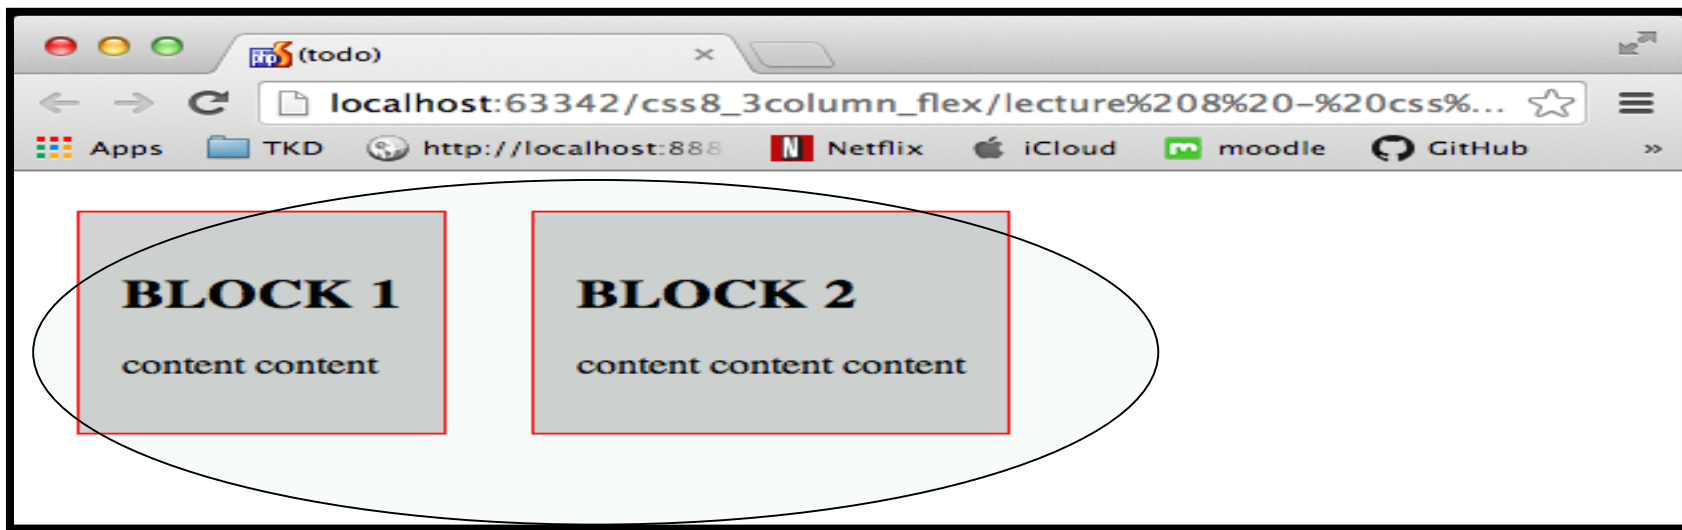 php (todo)
localhost:63342/css8_3column_flex/lecture%208%20-%20css%...
Apps TKD http://localhost:888 N Netflix iCloud m moodle GitHub »
BLOCK 1 BLOCK 2
content content content content content